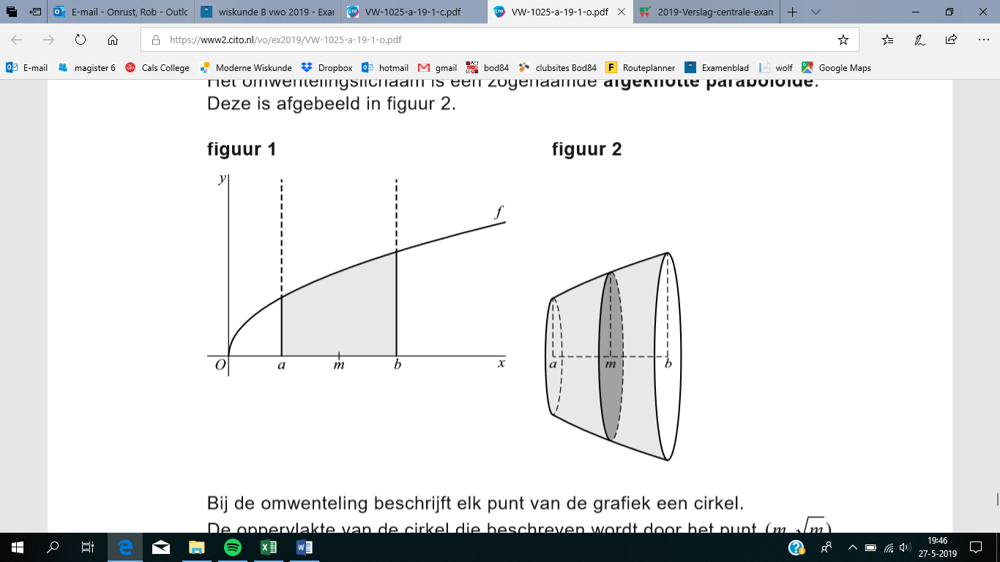 E-mail - Onrust, Rob - Outlo
wiskunde B vwo 2019 - Exar
VW-1025-a-19-1-c.pdf
VW-1025-a-19-1-o.pdf
2019-Verslag-centrale-exam
https://www2.cito.nl/vo/ex2019/VW-1025-a-19-1-o.pdf
E-mail magister 6 Cals College Moderne Wiskunde Dropbox hotmail gmail bod84 clubsites Bod84 Routeplanner Examenblad wolf Google Maps
Het omwentelingslichaam is een zogenaamde afgeknotte paraboloïde.
Deze is afgebeeld in figuur 2.
figuur 1
figuur 2
y
f
O a m b x
a m b
Bij de omwenteling beschrijft elk punt van de grafiek een cirkel.
De oppervlakte van de cirkel die beschreven wordt door het punt (m, √m)
19:46
27-5-2019